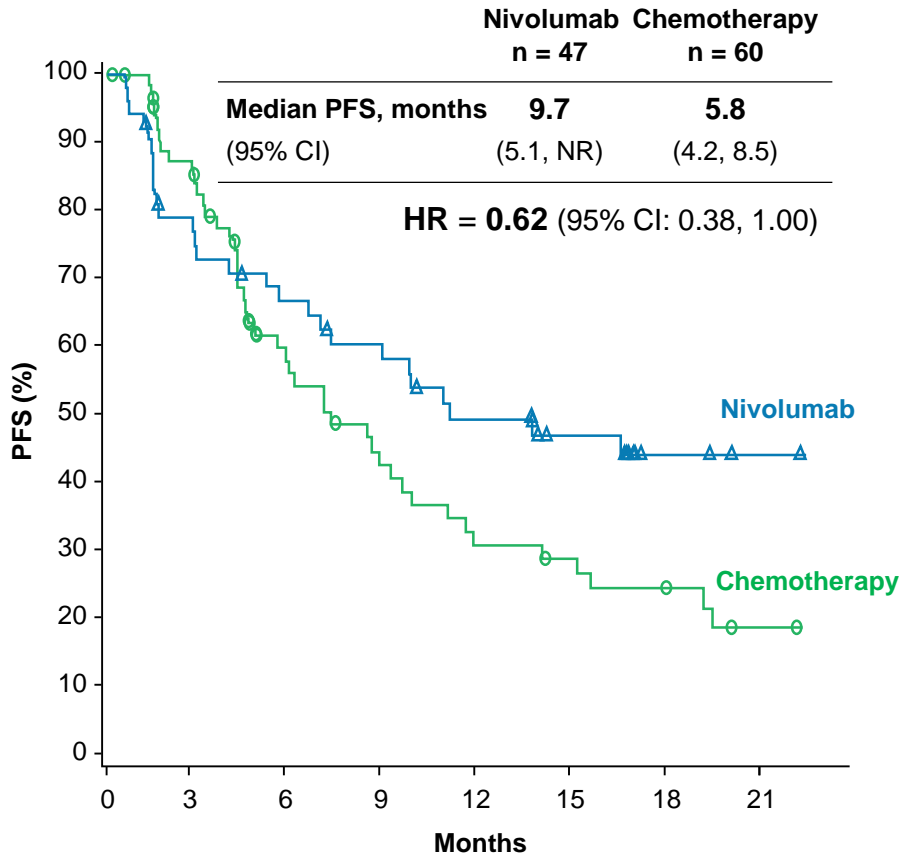 Nivolumab Chemotherapy
n = 47 n = 60
Median PFS, months 9.7 5.8
(95% CI) (5.1, NR) (4.2, 8.5)
HR = 0.62 (95% CI: 0.38, 1.00)
PFS (%)
100
90
80
70
60
50
40
30
20
10
0
Nivolumab
Chemotherapy
0 3 6 9 12 15 18 21
Months